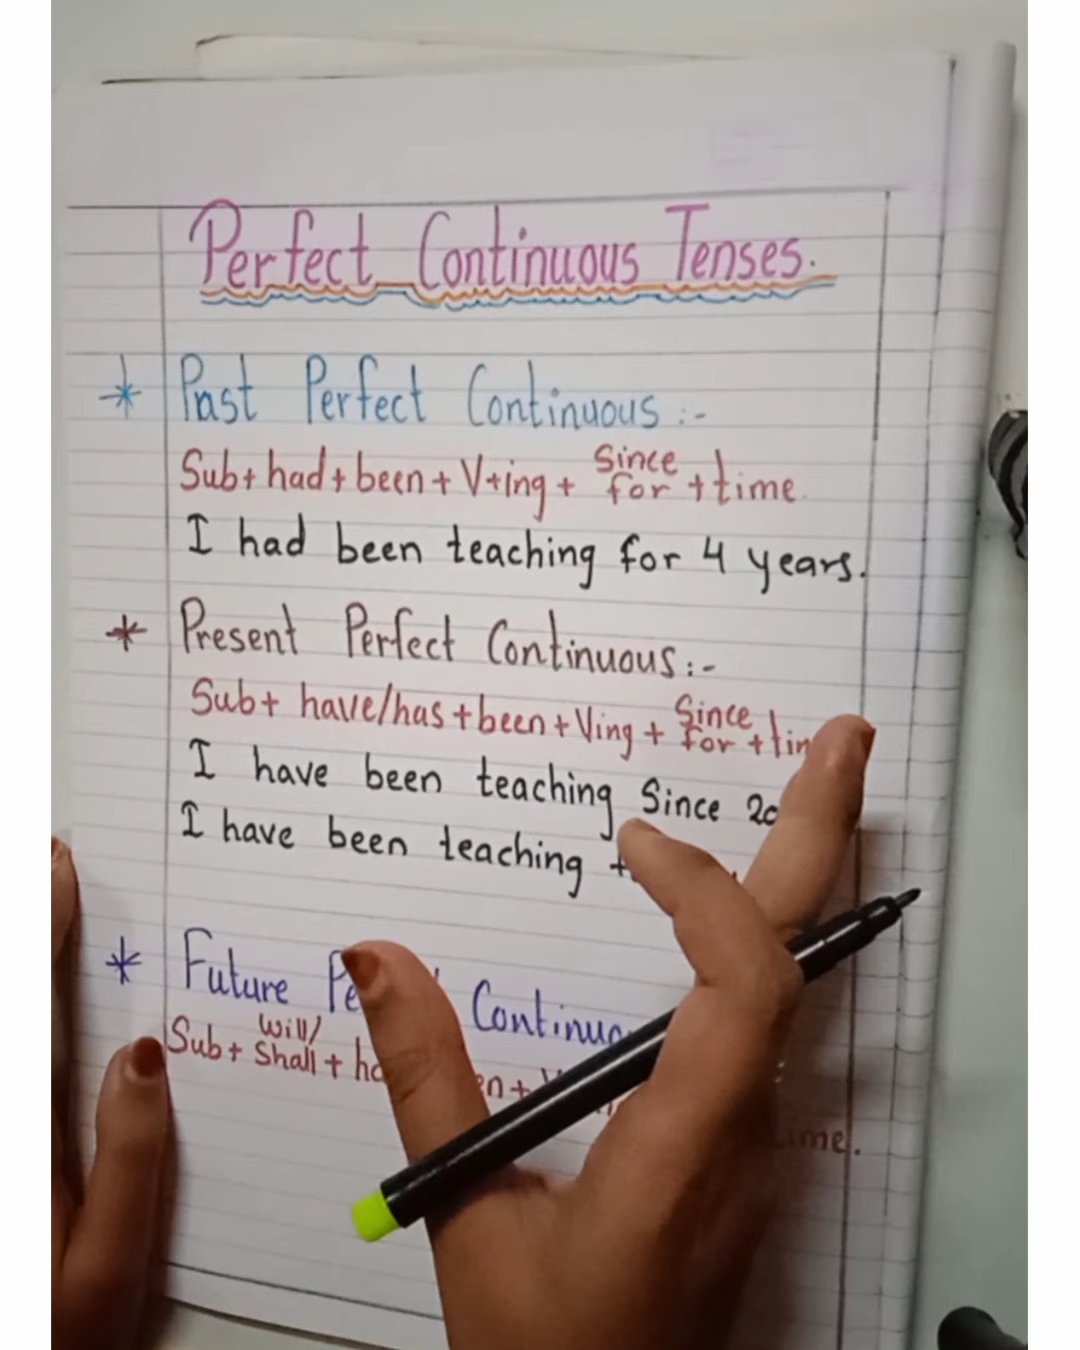 Perfect Continuous Tenses.
* Past Perfect Continuous :-
Sub+ had + been + V+ing + Since for + time.
I had been teaching for 4 years.
* Present Perfect Continuous :-
Sub+ have/has + been + Ving + Since for +
I have been teaching Since
I have been teaching
* Future
Sub+ Will/ Shall +